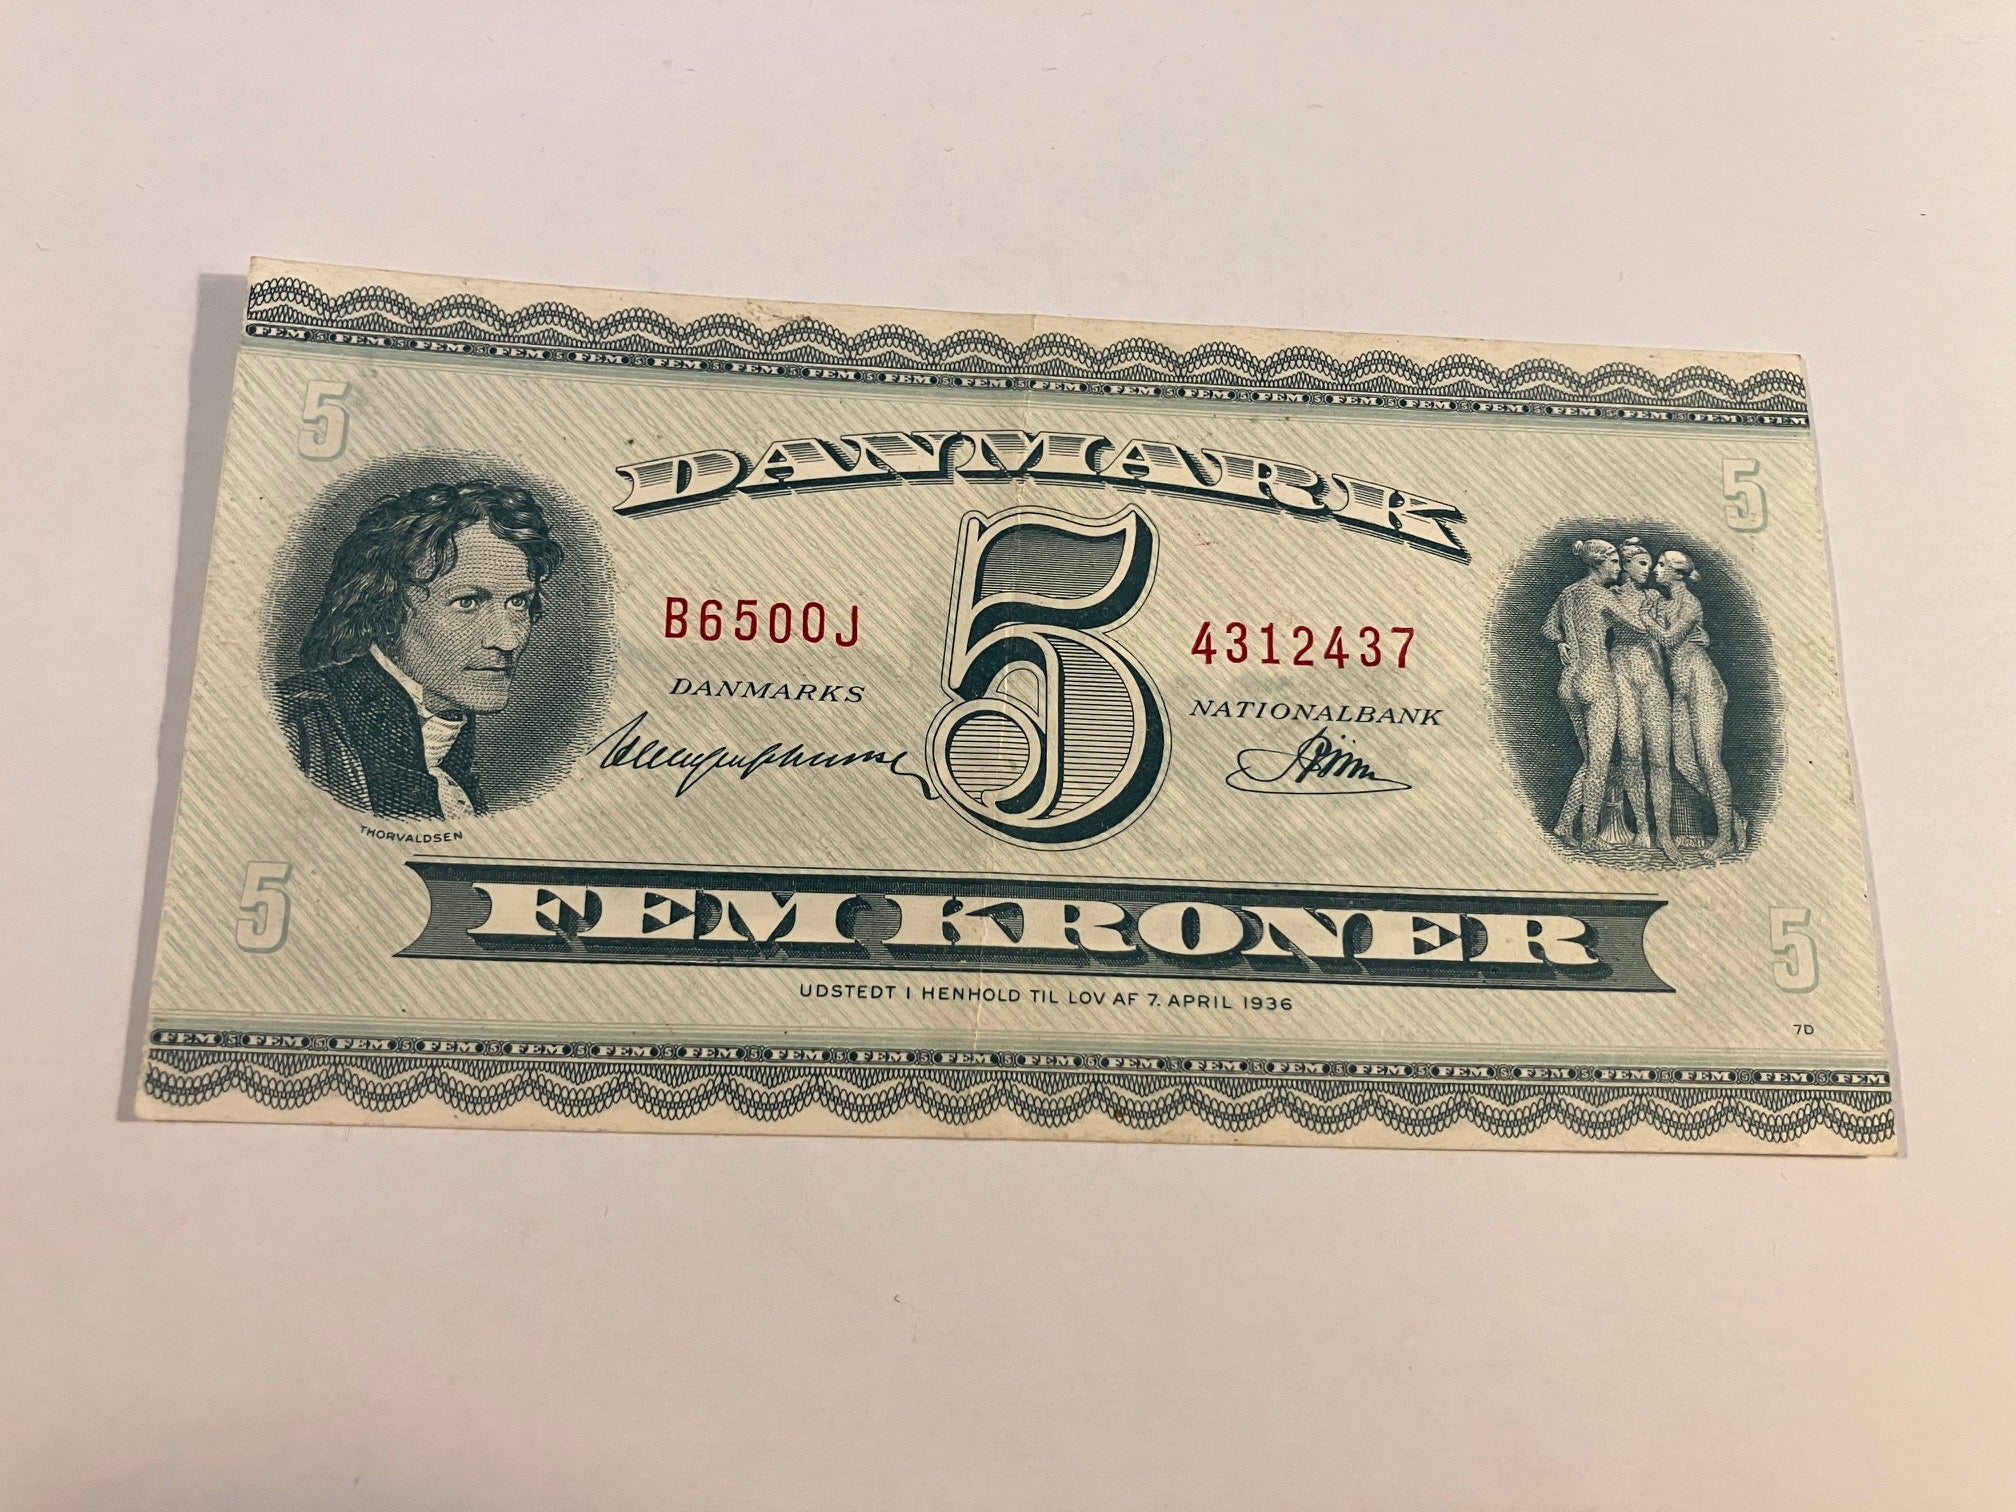 5 5
DANMARK
5
B6500J 4312437
DANMARKS NATIONALBANK
THORVALDSEN
FEM KRONER
5 5
UDSTEDT I HENHOLD TIL LOV AF 7. APRIL 1936
7D